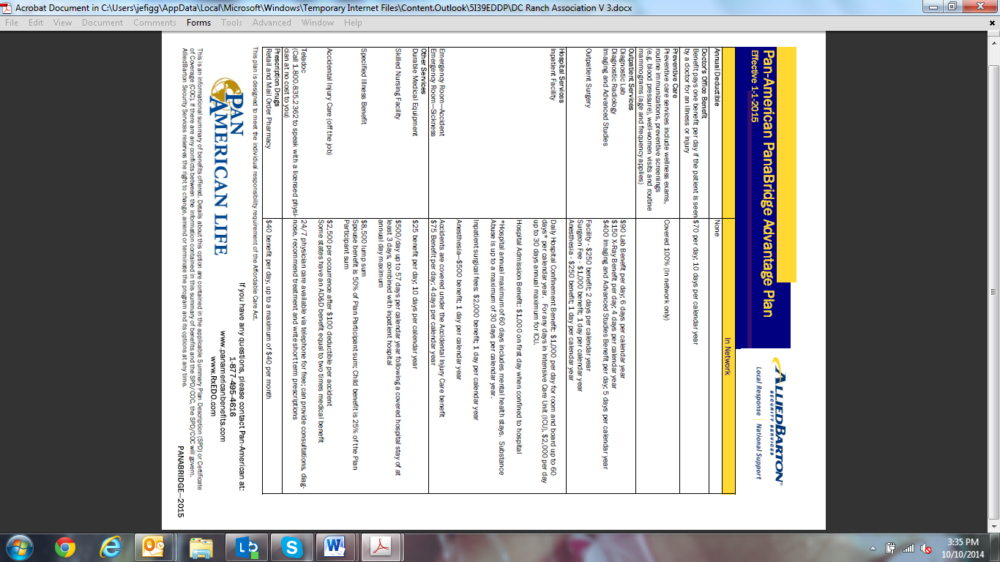 Acrobat Document in C:\Users\jefigg\AppData\Local\Microsoft\Windows\Temporary Internet Files\Content.Outlook\5I39EDDP\DC Ranch Association V 3.docx
File Edit View Document Comments Forms Tools Advanced Window Help
Pan-American PanaBridge Advantage Plan
Effective 1-1-2015
ALLIEDBARTON
SECURITY SERVICES
Local Response National Support
In Network
Annual Deductible
None
Doctor's Office Benefit
Benefit pays one benefit per day if the patient is seen
by a doctor for an illness or injury
$70 per day; 10 days per calendar year
Preventive Care
Preventive care services include wellness exams,
routine immunizations, preventive screenings
(e.g. blood pressure), well-women visits and routine
mammograms (age and frequency applies)
Covered 100% (In network only)
Outpatient Services
Diagnostic Lab
Diagnostic Radiology
Imaging and Advanced Studies
Outpatient Surgery
$90 Lab Benefit per day; 6 days per calendar year
$150 X-Ray Benefit per day; 4 days per calendar year
$400 Imaging and Advanced Studies Benefit per day; 5 days per calendar year
Facility - $250 benefit; 2 days per calendar year
Surgeon Fee - $1,000 benefit; 1 day per calendar year
Anesthesia - $250 benefit; 1 day per calendar year
Hospital Services
Inpatient Facility
Daily Hospital Confinement Benefit: $1,000 per day for room and board up to 60
days* per calendar year. For any days in Intensive Care Unit (ICU), $2,000 per day
up to 30 days annual maximum for ICU.
Hospital Admission Benefit: $1,000 on first day when confined to hospital
*Hospital annual maximum of 60 days includes mental health stays. Substance
Abuse is up to a maximum of 30 days per calendar year.
Inpatient surgical fees: $2,000 benefit; 1 day per calendar year
Anesthesia—$500 benefit; 1 day per calendar year
Emergency Room—Accident
Emergency Room—Sickness
Accidents are covered under the Accidental Injury Care benefit
$75 Benefit per day; 4 days per calendar year
Other Services
Durable Medical Equipment
$25 benefit per day; 10 days per calendar year
Skilled Nursing Facility
$500/day up to 57 days per calendar year following a covered hospital stay of at
least 3 days, combined with inpatient hospital
annual day maximum
Specified Illness Benefit
$8,500 lump sum
Spouse benefit is 50% of Plan Participant sum; Child benefit is 25% of the Plan
Participant sum
Accidental Injury Care (off the job)
$2,500 per occurrence after $100 deductible per accident
Some states have an AD&D benefit equal to two times medical benefit
Teladoc
(Call 1.800.835.2362 to speak with a licensed physi-
cian at no cost to you)
24/7 physician care available via telephone for free; can provide consultations, diag-
nose, recommend treatment and write short term prescriptions
Prescription Drugs
Retail and Mail Order Pharmacy
$40 benefit per day, up to a maximum of $40 per month
This plan is designed to meet the individual responsibility requirement of the Affordable Care Act.
PAN
AMERICAN LIFE
If you have any questions, please contact Pan-American at:
1-877-495-4616
www.panamericanbenefits.com
www.RxEDO.com
This is an informational summary of benefits offered. Details about this option are contained in the applicable Summary Plan Description (SPD) or Certificate
of Coverage (COC). If there are any conflicts between the information contained in this summary of benefits and the SPD/COC, the SPD/COC will govern.
AlliedBarton Security Services reserves the right to change, amend or terminate the program and its options at any time.
PANABRIDGE—2015
3:35 PM
10/10/2014